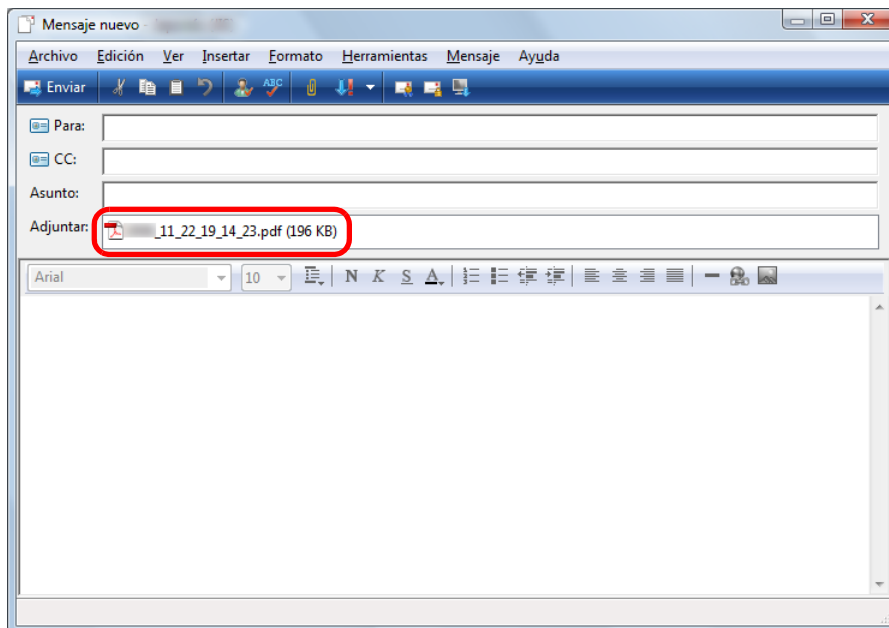 Mensaje nuevo -
Archivo Edición Ver Insertar Formato Herramientas Mensaje Ayuda
Enviar ABC
Para:
CC:
Asunto:
Adjuntar: _11_22_19_14_23.pdf (196 KB)
Arial 10 N K S A